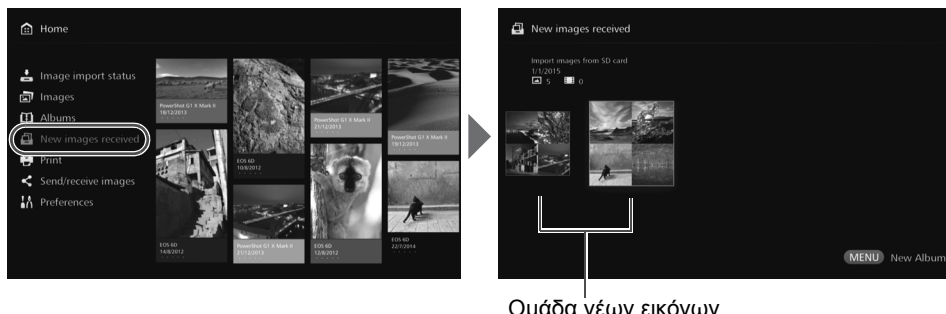 Home
Image import status
Images
Albums
New images received
Print
Send/receive images
Preferences
PowerShot G1 X Mark II
19/12/2013
EOS 6D
14/8/2012
EOS 6D
10/8/2012
PowerShot G1 X Mark II
21/12/2013
PowerShot G1 X Mark II
21/12/2013
EOS 6D
12/8/2012
PowerShot G1 X Mark II
19/12/2013
EOS 6D
22/7/2014
New images received
Import images from SD card
1/1/2015
5 0
MENU New Album
Ομάδα νέων εικόνων